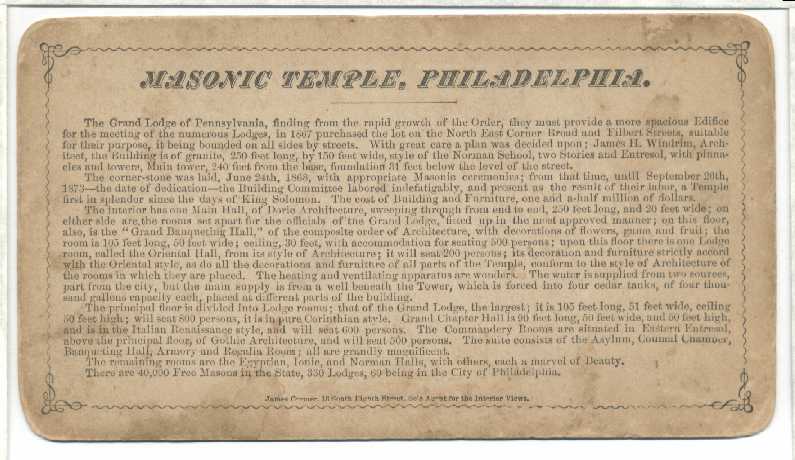 MASONIC TEMPLE, PHILADELPHIA.
The Grand Lodge of Pennsylvania, finding from the rapid growth of the Order, they must provide a more spacious Edifice
for the meeting of the numerous Lodges, in 1867 purchased the lot on the North East Corner Broad and Filbert Streets, suitable
for their purpose, it being bounded on all sides by streets. With great care a plan was decided upon; James H. Windrim, Arch-
itect, the Building is of granite, 250 feet long, by 150 feet wide, style of the Norman School, two Stories and Entresol, with pinna-
cles and towers, Main tower, 240 feet from the base, foundation 31 feet below the level of the street.
The corner-stone was laid, June 24th, 1868, with appropriate Masonic ceremonies; from that time, until September 26th,
1873—the date of dedication—the Building Committee labored indefatigably, and present as the result of their labor, a Temple
first in splendor since the days of King Solomon. The cost of Building and Furniture, one and a-half million of dollars.
The interior has one Main Hall, of Doric Architecture, sweeping through from end to end, 250 feet long, and 20 feet wide; on
either side are the rooms set apart for the officials of the Grand Lodge, fitted up in the most approved manner; on this floor,
also, is the "Grand Banqueting Hall," of the composite order of Architecture, with decorations of flowers, game and fruit; the
room is 105 feet long, 50 feet wide; ceiling, 30 feet, with accommodation for seating 500 persons; upon this floor there is one Lodge
room, called the Oriental Hall, from its style of Architecture; it will seat 200 persons; its decoration and furniture strictly accord
with the Oriental style, as do all the decorations and furniture of all parts of the Temple, conform to the style of Architecture of
the rooms in which they are placed. The heating and ventilating apparatus are wonders. The water is supplied from two sources,
part from the city, but the main supply is from a well beneath the Tower, which is forced into four cedar tanks, of four thou-
sand gallons capacity each, placed at different parts of the building.
The principal floor is divided into Lodge rooms; that of the Grand Lodge, the largest; it is 105 feet long, 51 feet wide, ceiling
50 feet high; will seat 800 persons, it is in pure Corinthian style. Grand Chapter Hall is 90 feet long, 50 feet wide, and 50 feet high,
and is in the Italian Renaissance style, and will seat 600 persons. The Commandery Rooms are situated in Eastern Entresol,
above the principal floor, of Gothic Architecture, and will seat 500 persons. The suite consists of the Asylum, Council Chamber,
Banqueting Hall, Armory and Regalia Room; all are grandly magnificent.
The remaining rooms are the Egyptian, Ionic, and Norman Halls, with others, each a marvel of Beauty.
There are 40,000 Free Masons in the State, 330 Lodges, 60 being in the City of Philadelphia.
James Cremer, 18 South Eighth Street, Sole Agent for the Interior Views.